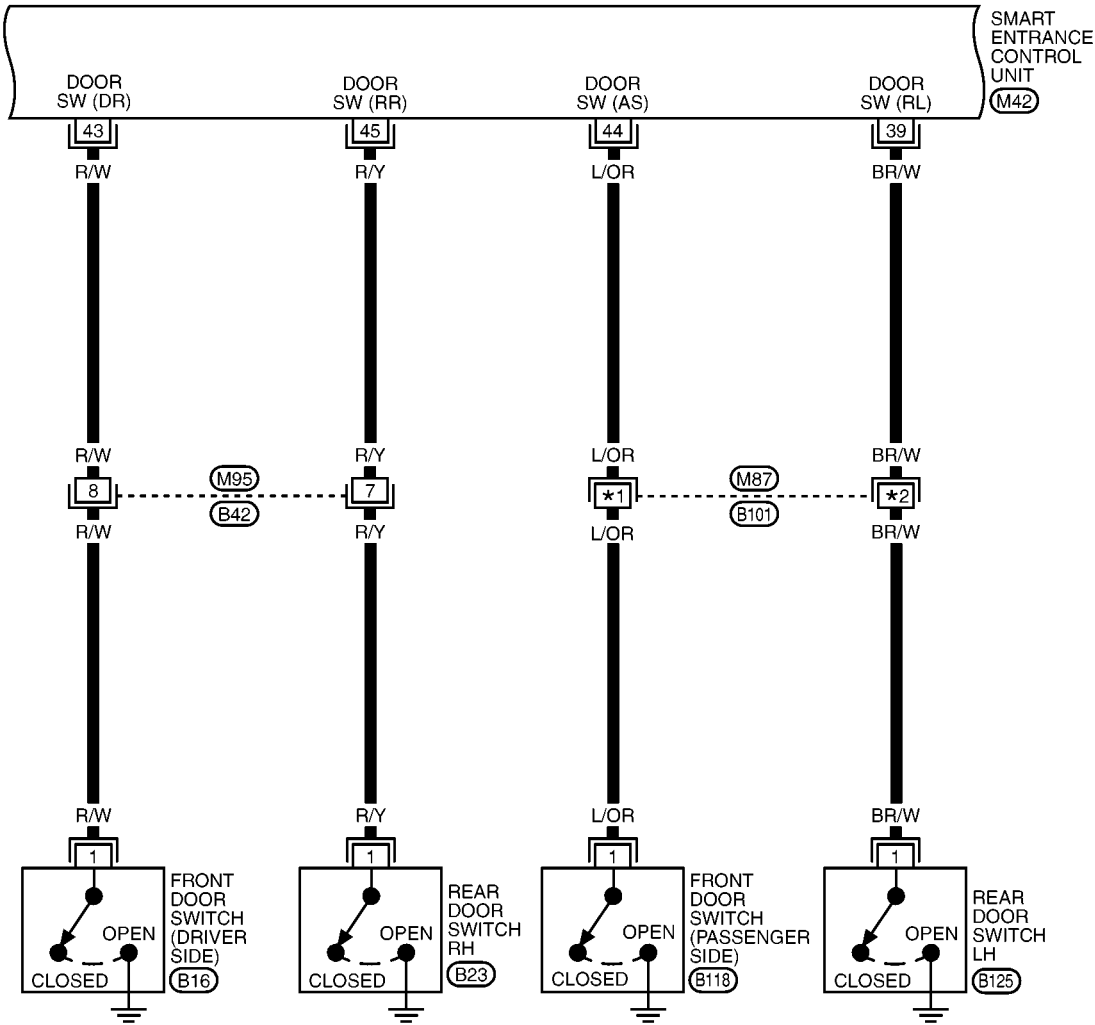 SMART
ENTRANCE
CONTROL
UNIT
M42
DOOR
SW (DR)
DOOR
SW (RR)
DOOR
SW (AS)
DOOR
SW (RL)
43
45
44
39
R/W
R/Y
L/OR
BR/W
R/W
R/Y
L/OR
BR/W
8
M95
B42
7
*1
M87
B101
*2
R/W
R/Y
L/OR
BR/W
R/W
R/Y
L/OR
BR/W
1
1
1
1
OPEN
CLOSED
FRONT
DOOR
SWITCH
(DRIVER
SIDE)
B16
OPEN
CLOSED
REAR
DOOR
SWITCH
RH
B23
OPEN
CLOSED
FRONT
DOOR
SWITCH
(PASSENGER
SIDE)
B118
OPEN
CLOSED
REAR
DOOR
SWITCH
LH
B125